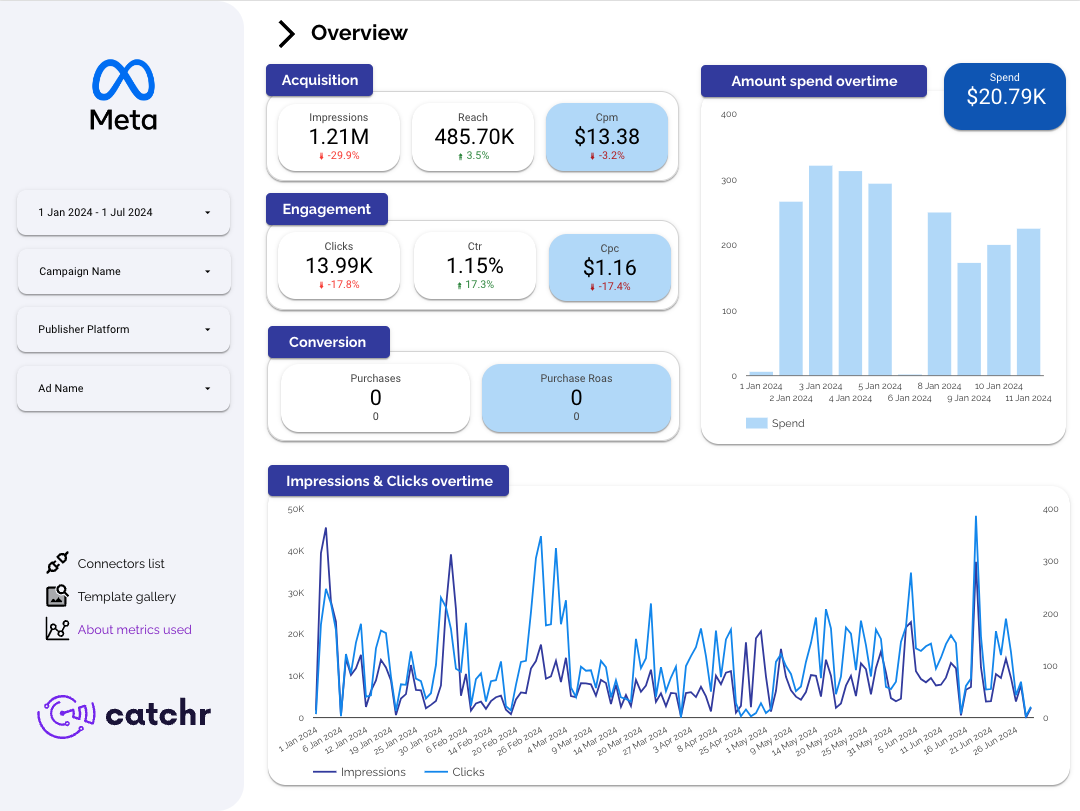 Meta
1 Jan 2024 - 1 Jul 2024
Campaign Name
Publisher Platform
Ad Name
Connectors list
Template gallery
About metrics used
catchr
Overview
Acquisition
Impressions
1.21M
-29.9%
Reach
485.70K
3.5%
Cpm
$13.38
-3.2%
Engagement
Clicks
13.99K
-17.8%
Ctr
1.15%
17.3%
Cpc
$1.16
-17.4%
Conversion
Purchases
0
0
Purchase Roas
0
0
Amount spend overtime
Spend
$20.79K
400
300
200
100
0
1 Jan 2024
2 Jan 2024
3 Jan 2024
4 Jan 2024
5 Jan 2024
6 Jan 2024
8 Jan 2024
9 Jan 2024
10 Jan 2024
11 Jan 2024
Spend
Impressions & Clicks overtime
50K
40K
30K
20K
10K
0
400
300
200
100
0
1 Jan 2024
6 Jan 2024
12 Jan 2024
19 Jan 2024
25 Jan 2024
30 Jan 2024
6 Feb 2024
14 Feb 2024
20 Feb 2024
26 Feb 2024
4 Mar 2024
9 Mar 2024
14 Mar 2024
20 Mar 2024
27 Mar 2024
3 Apr 2024
8 Apr 2024
25 Apr 2024
1 May 2024
9 May 2024
14 May 2024
20 May 2024
25 May 2024
31 May 2024
5 Jun 2024
11 Jun 2024
16 Jun 2024
21 Jun 2024
26 Jun 2024
Impressions
Clicks